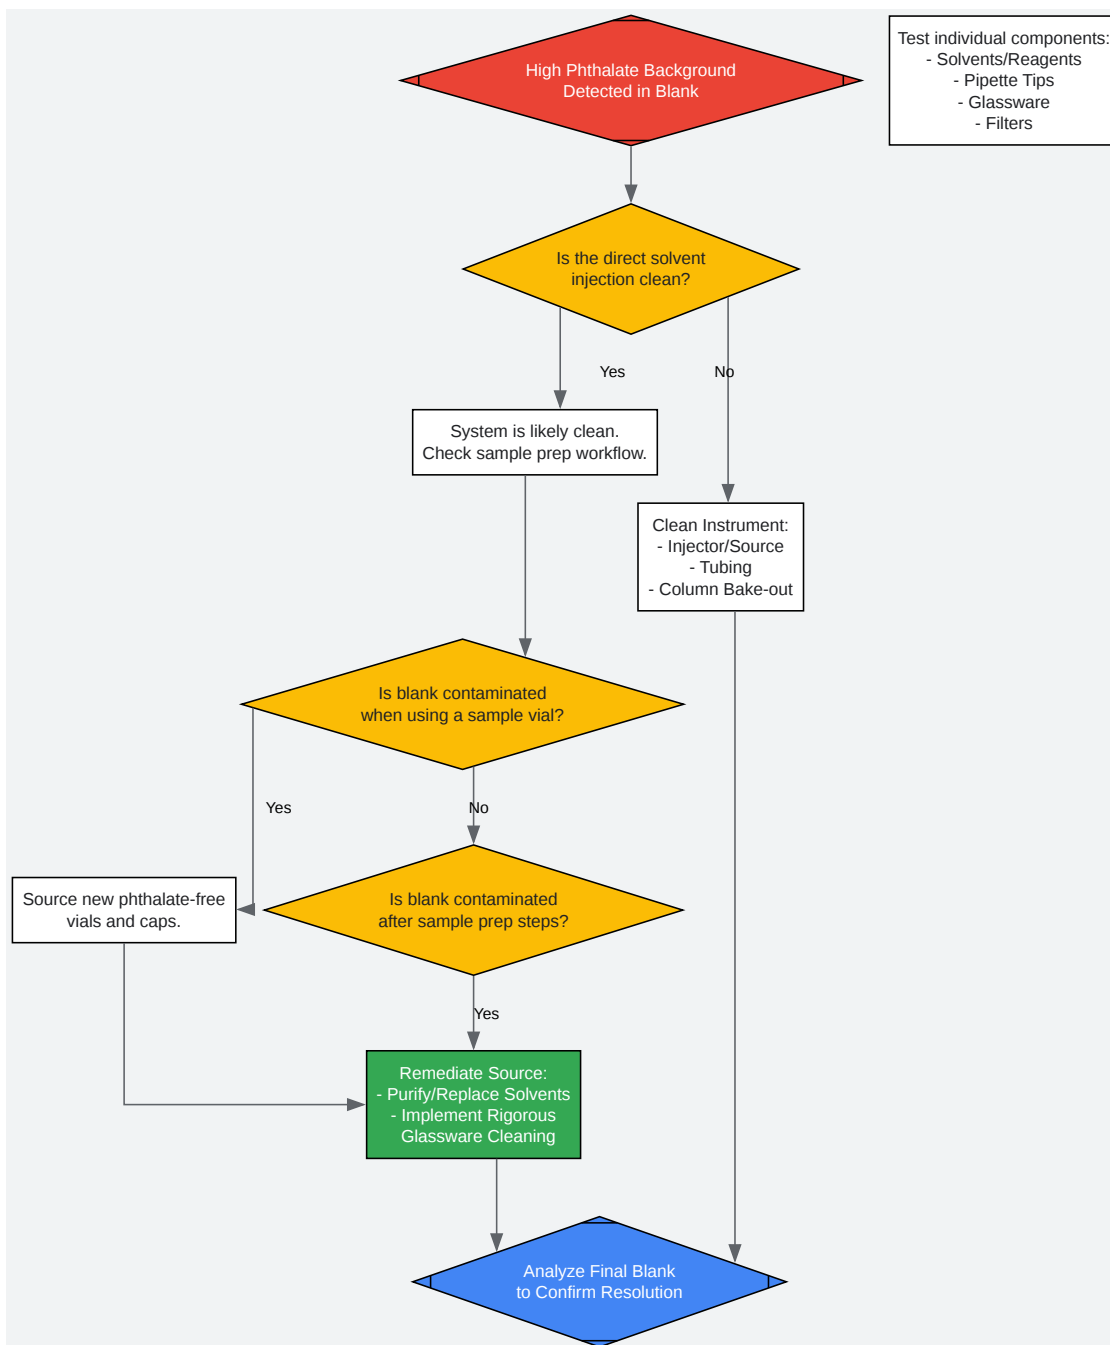 High Phthalate Background
Detected in Blank
Test individual components:
- Solvents/Reagents
- Pipette Tips
- Glassware
- Filters
Is the direct solvent
injection clean?
Yes
No
System is likely clean.
Check sample prep workflow.
Clean Instrument:
- Injector/Source
- Tubing
- Column Bake-out
Is blank contaminated
when using a sample vial?
Yes
No
Source new phthalate-free
vials and caps.
Is blank contaminated
after sample prep steps?
Yes
Remediate Source:
- Purify/Replace Solvents
- Implement Rigorous
Glassware Cleaning
Analyze Final Blank
to Confirm Resolution